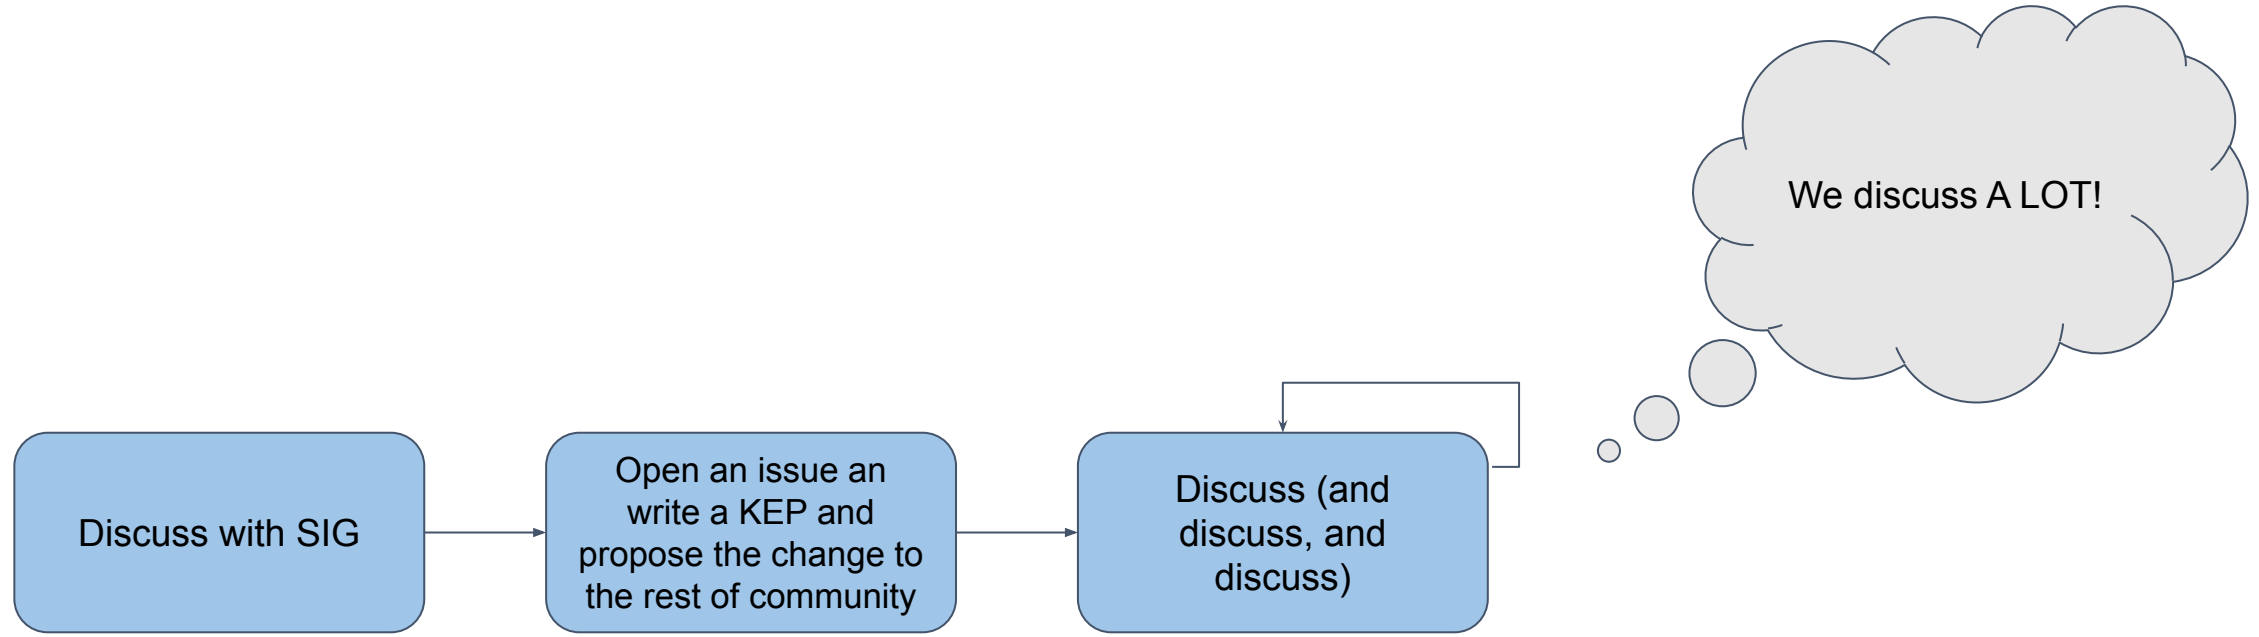 We discuss A LOT!
Discuss with SIG
Open an issue an
write a KEP and
propose the change to
the rest of community
Discuss (and
discuss, and
discuss)